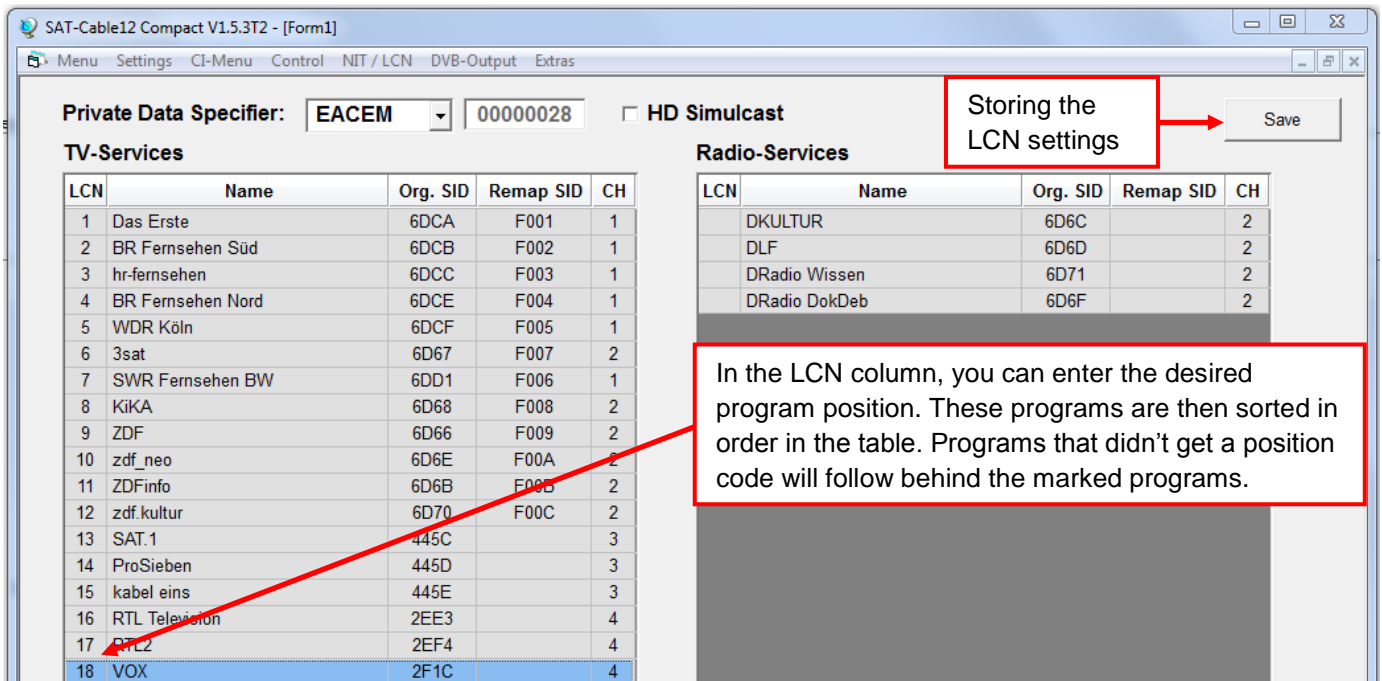 SAT-Cable12 Compact V1.5.3T2 - [Form1]
Menu Settings CI-Menu Control NIT / LCN DVB-Output Extras
Private Data Specifier: EACEM 00000028 HD Simulcast
Storing the
LCN settings
Save
TV-Services
LCN Name Org. SID Remap SID CH
1 Das Erste 6DCA F001 1
2 BR Fernsehen Süd 6DCB F002 1
3 hr-fernsehen 6DCC F003 1
4 BR Fernsehen Nord 6DCE F004 1
5 WDR Köln 6DCF F005 1
6 3sat 6D67 F007 2
7 SWR Fernsehen BW 6DD1 F006 1
8 KiKA 6D68 F008 2
9 ZDF 6D66 F009 2
10 zdf_neo 6D6E F00A 2
11 ZDFinfo 6D6B F00B 2
12 zdf.kultur 6D70 F00C 2
13 SAT.1 445C 3
14 ProSieben 445D 3
15 kabel eins 445E 3
16 RTL Television 2EE3 4
17 RTL2 2EF4 4
18 VOX 2F1C 4
Radio-Services
LCN Name Org. SID Remap SID CH
DKULTUR 6D6C 2
DLF 6D6D 2
DRadio Wissen 6D71 2
DRadio DokDeb 6D6F 2
In the LCN column, you can enter the desired
program position. These programs are then sorted in
order in the table. Programs that didn’t get a position
code will follow behind the marked programs.